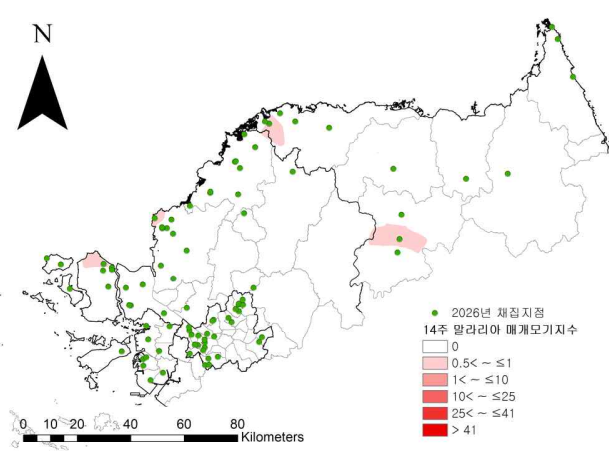 N
2026년 채집지점
14주 말라리아 매개모기지수
0
0.5< ~ ≤1
1< ~ ≤10
10< ~ ≤25
25< ~ ≤41
> 41
0 10 20 40 60 80
Kilometers